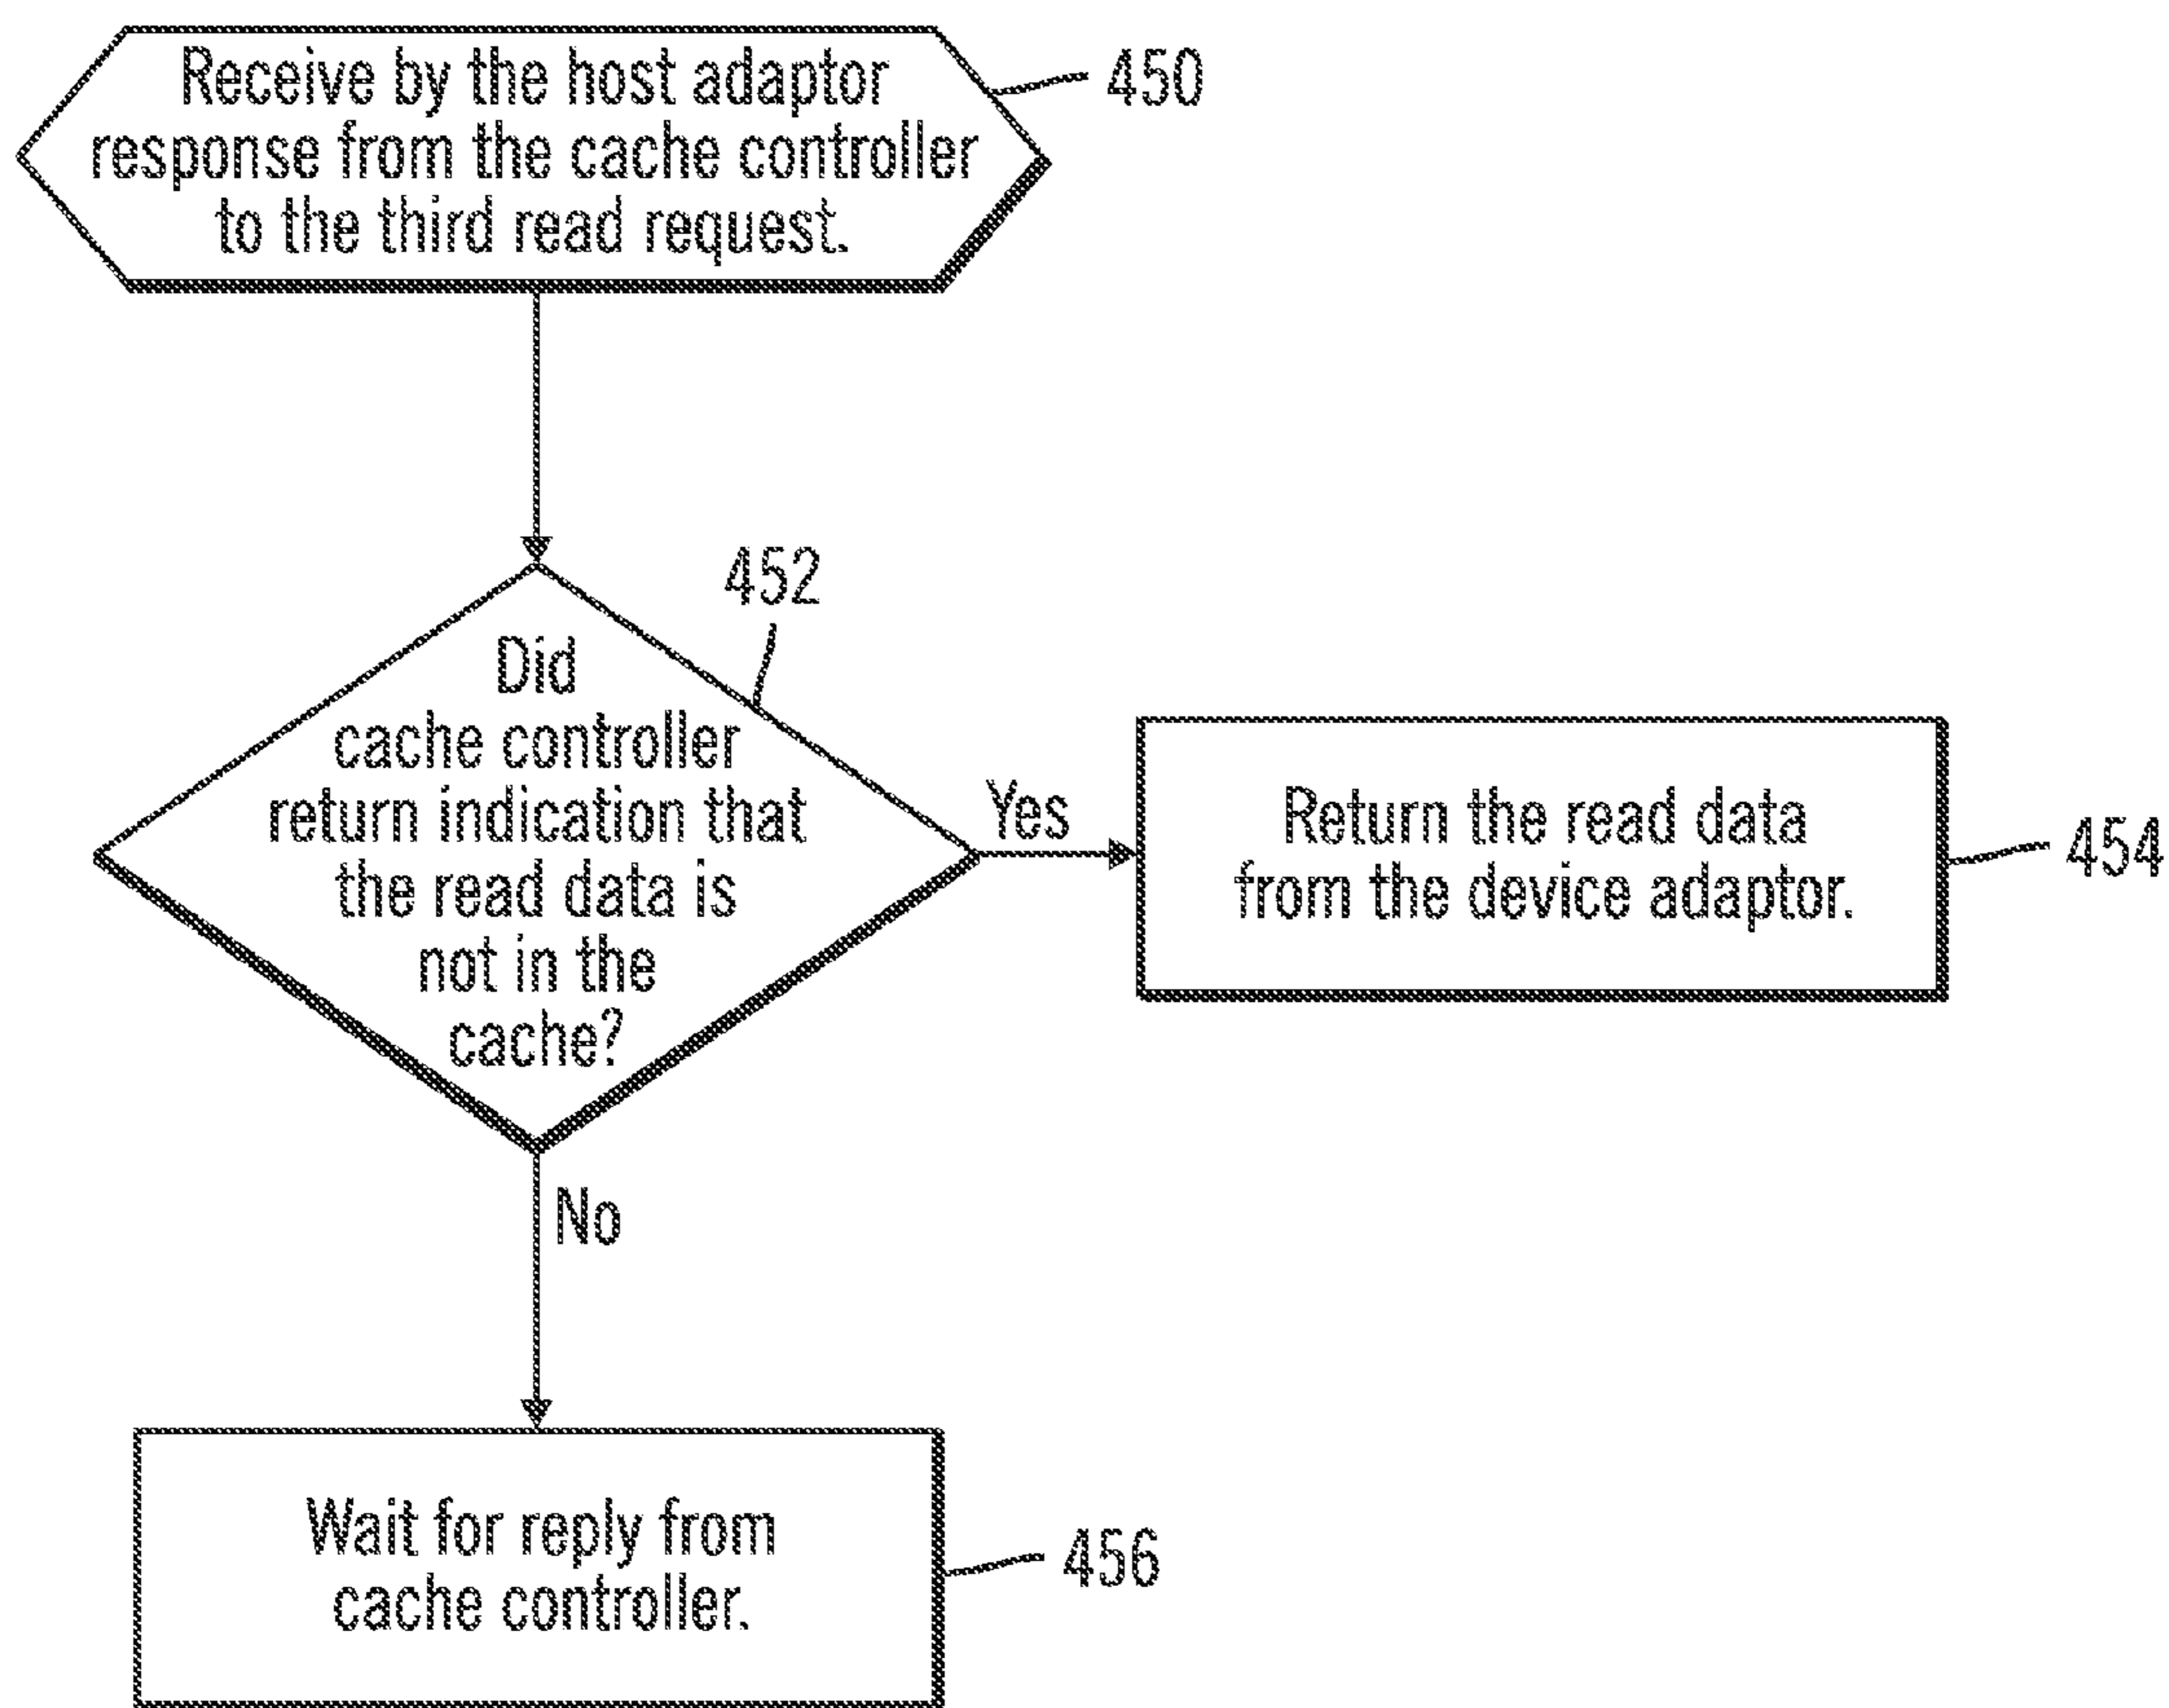 Receive by the host adaptor
response from the cache controller
to the third read request.
450
452
Did
cache controller
return indication that
the read data is
not in the
cache?
Yes
Return the read data
from the device adaptor.
454
No
Wait for reply from
cache controller.
456